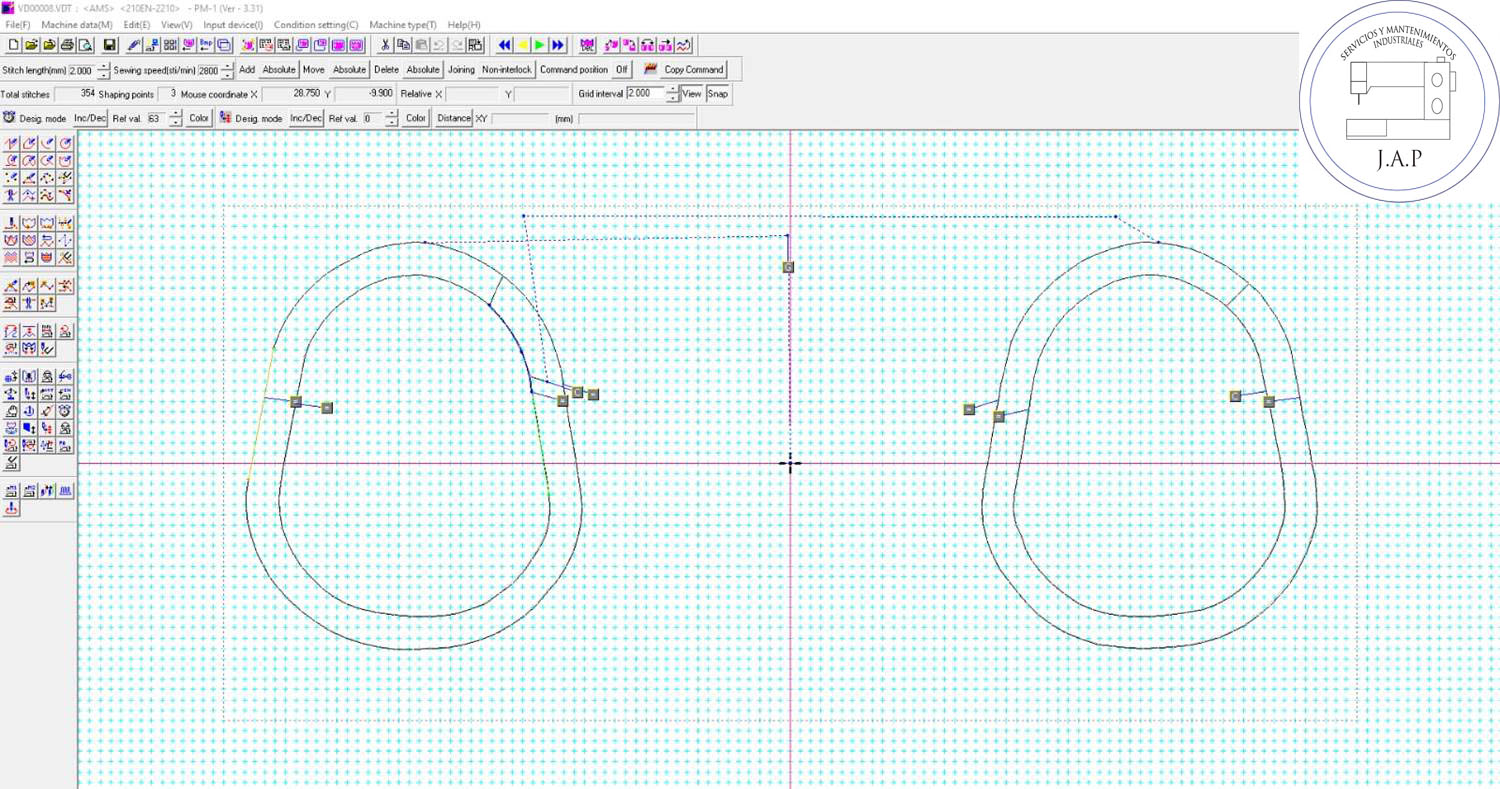 VD00008.VDT : <AMS> <210EN-2210> - PM-1 (Ver - 3.31)
File(F) Machine data(M) Edit(E) View(V) Input device(I) Condition setting(C) Machine type(T) Help(H)
Stitch length(mm) 2.000 Sewing speed(sti/min) 2800 Add Absolute Move Absolute Delete Absolute Joining Non-interlock Command position Off Copy Command
Total stitches 354 Shaping points 3 Mouse coordinate X 28.750 Y -9.900 Relative X Y Grid interval 2.000 View Snap
Desig. mode Inc/Dec Ref val. 63 Color Desig. mode Inc/Dec Ref val. 0 Color Distance XY (mm)
SERVICIOS Y MANTENIMIENTOS
INDUSTRIALES
J.A.P